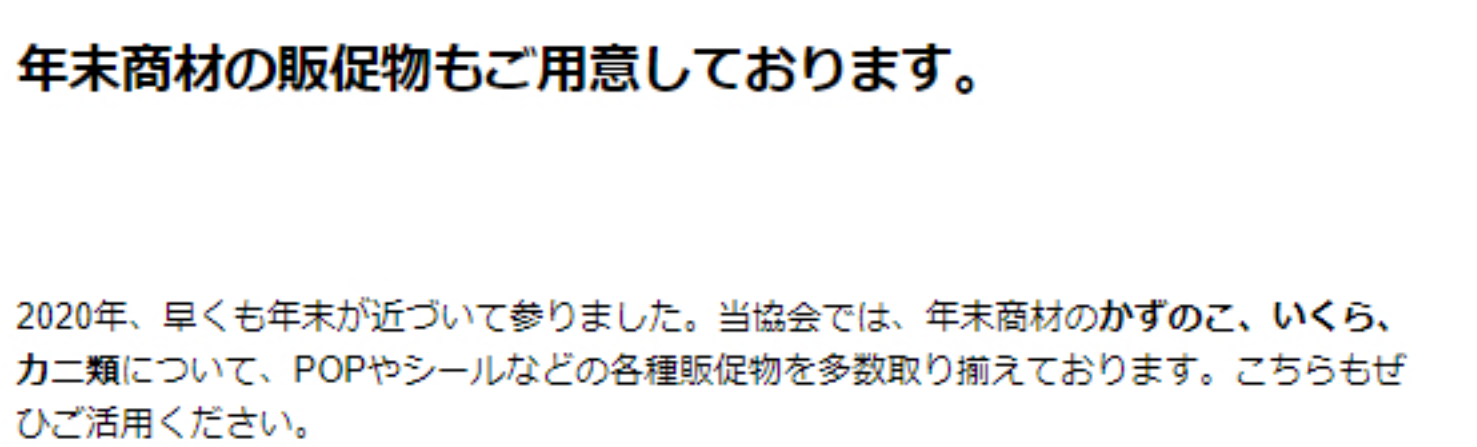 年末商材の販促物もご用意しております。
2020年、早くも年末が近づいて参りました。当協会では、年末商材のかずのこ、いくら、
カニ類について、POPやシールなどの各種販促物を多数取り揃えております。こちらもぜ
ひご活用ください。